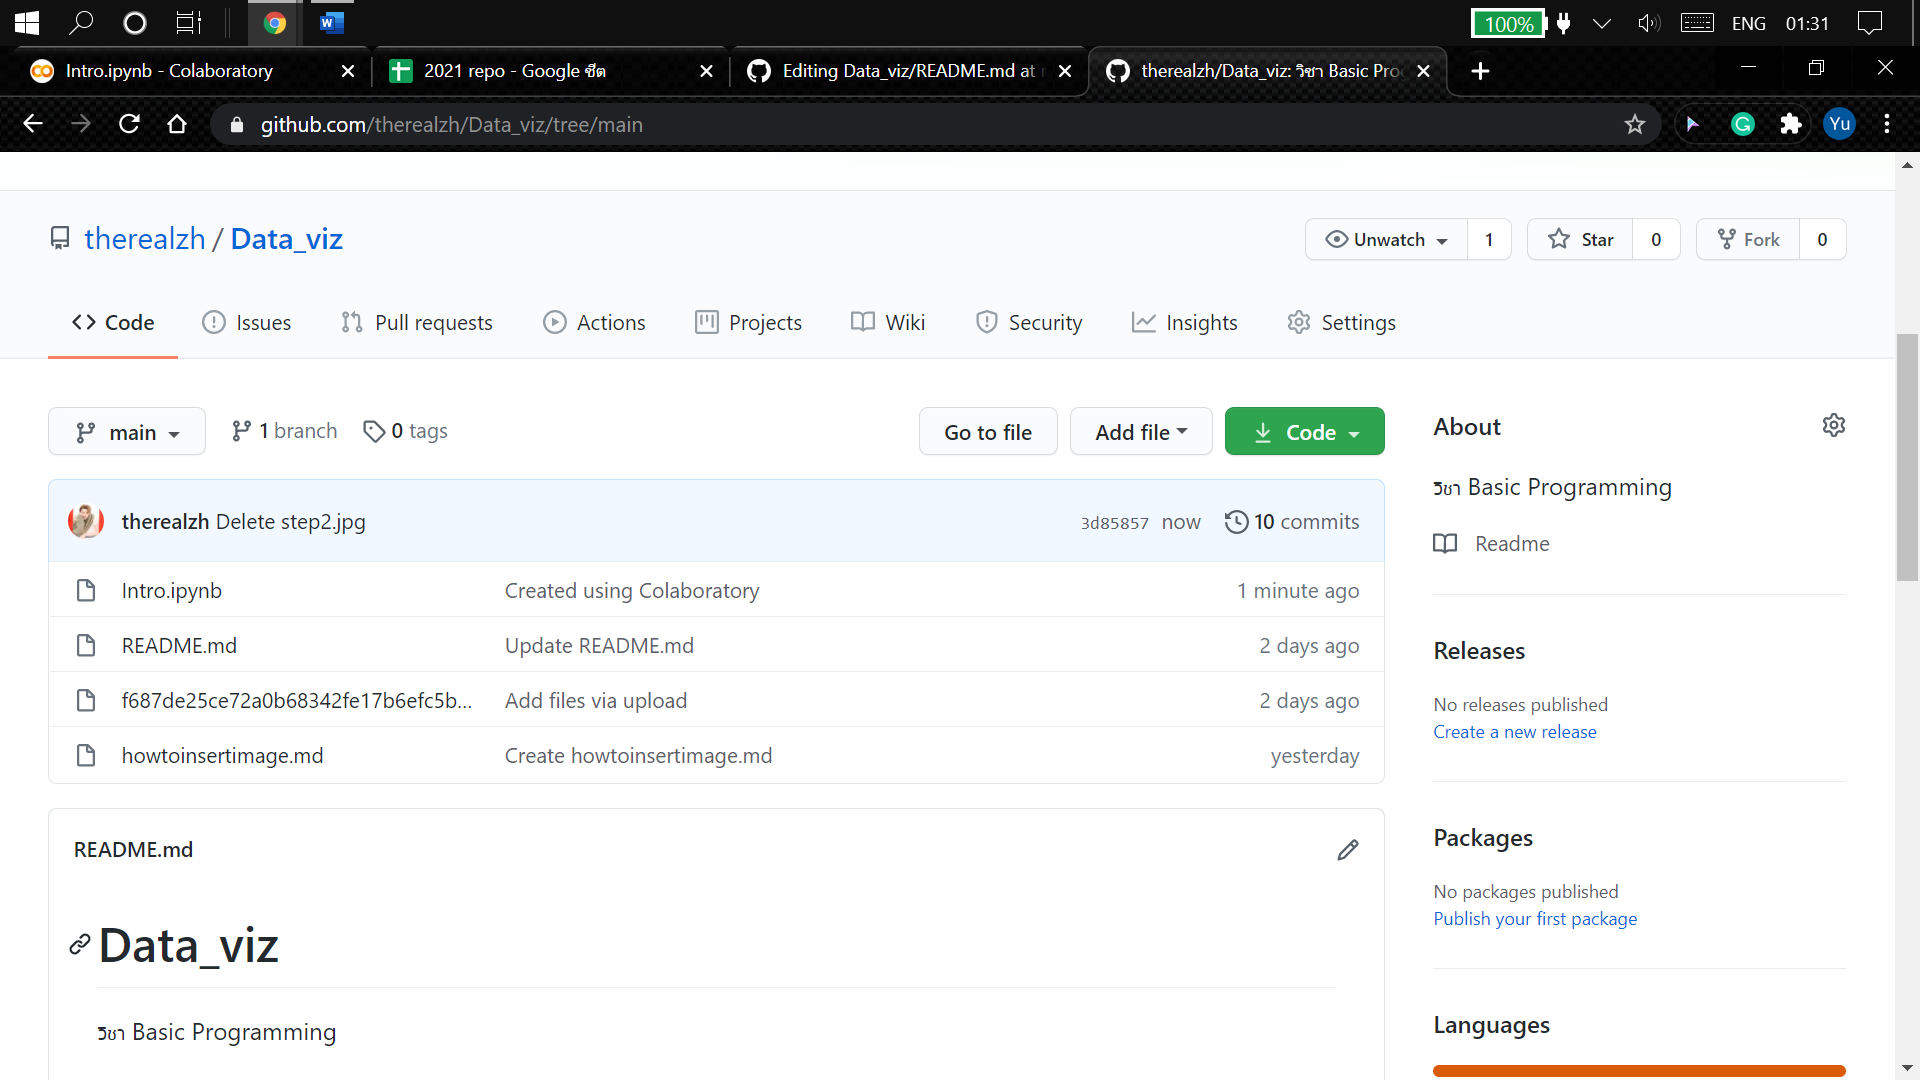 100%
ENG
01:31
Intro.ipynb - Colaboratory
2021 repo - Google ชีต
Editing Data_viz/README.md at
therealzh/Data_viz: วิชา Basic Pro
github.com/therealzh/Data_viz/tree/main
Yu
therealzh / Data_viz
Unwatch 1
Star 0
Fork 0
Code
Issues
Pull requests
Actions
Projects
Wiki
Security
Insights
Settings
main
1 branch
0 tags
Go to file
Add file
Code
About
วิชา Basic Programming
Readme
therealzh Delete step2.jpg 3d85857 now 10 commits
Intro.ipynb Created using Colaboratory 1 minute ago
README.md Update README.md 2 days ago
f687de25ce72a0b68342fe17b6efc5b... Add files via upload 2 days ago
howtoinsertimage.md Create howtoinsertimage.md yesterday
Releases
No releases published
Create a new release
Packages
No packages published
Publish your first package
Languages
README.md
Data_viz
วิชา Basic Programming